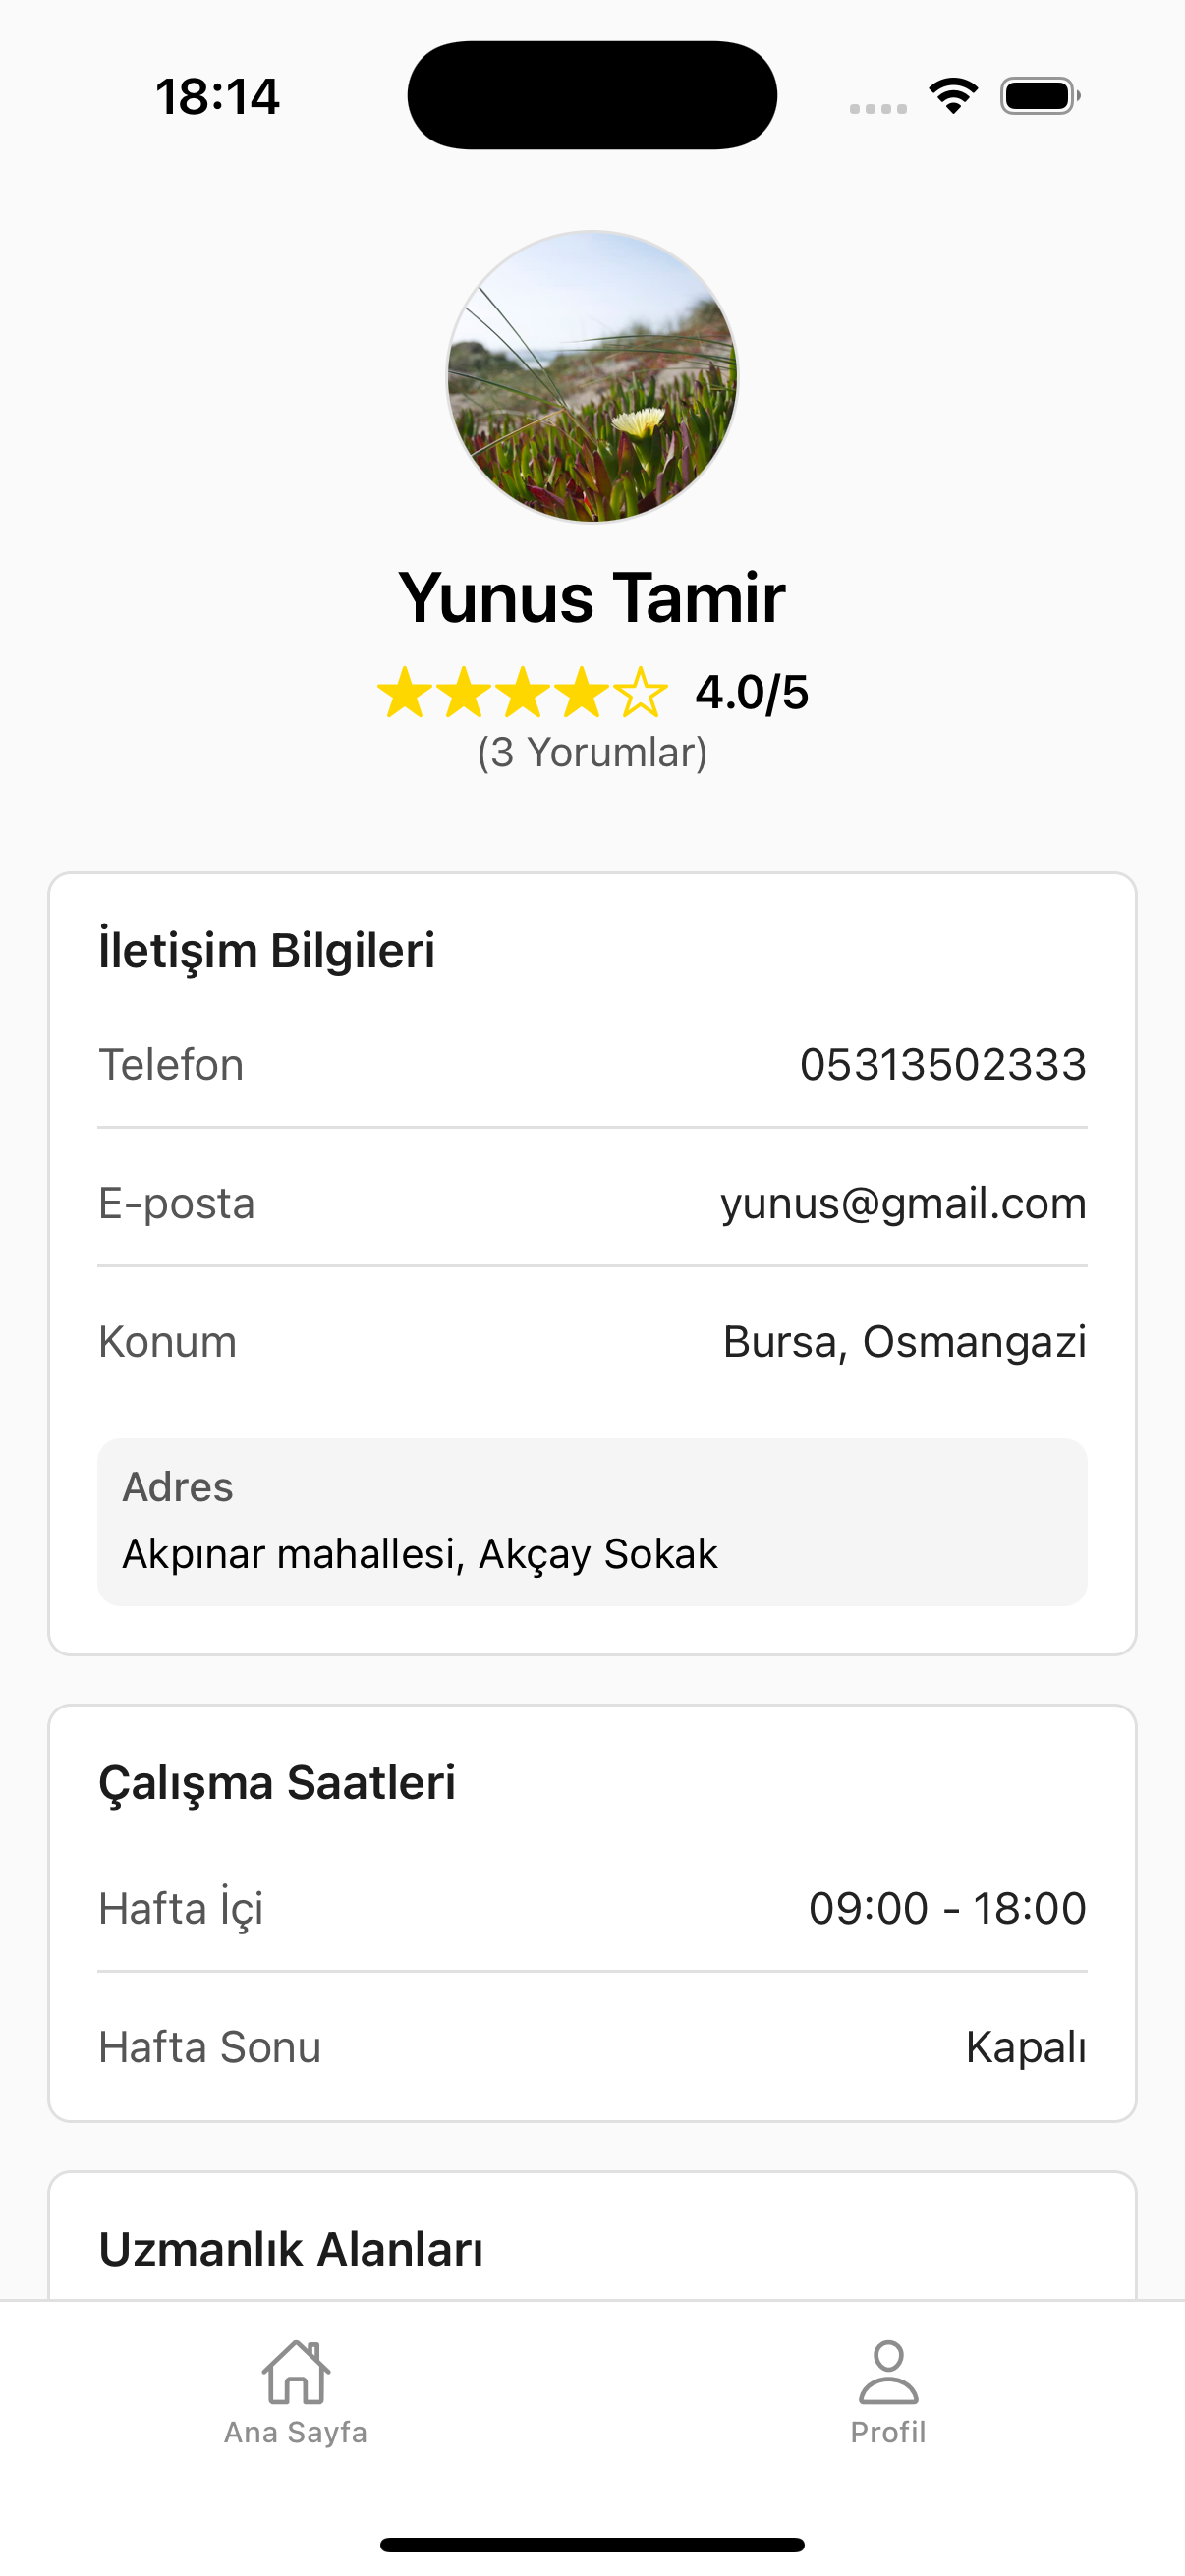 18:14
Yunus Tamir
4.0/5
(3 Yorumlar)
İletişim Bilgileri
Telefon 05313502333
E-posta yunus@gmail.com
Konum Bursa, Osmangazi
Adres
Akpınar mahallesi, Akçay Sokak
Çalışma Saatleri
Hafta İçi 09:00 - 18:00
Hafta Sonu Kapalı
Uzmanlık Alanları
Ana Sayfa Profil